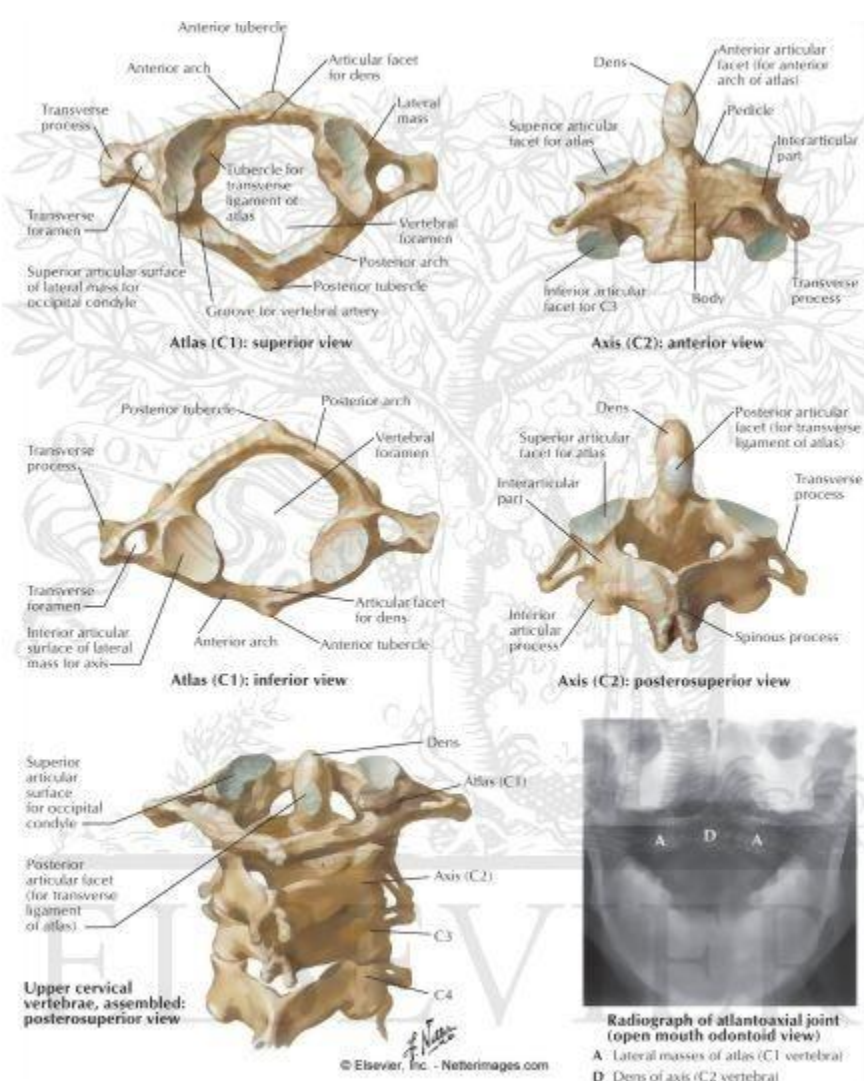 Anterior tubercle
Anterior arch
Articular facet
for dens
Transverse
process
Lateral
mass
Tubercle for
transverse
ligament of
atlas
Transverse
foramen
Vertebral
foramen
Superior articular surface
of lateral mass for
occipital condyle
Posterior arch
Posterior tubercle
Groove for vertebral artery
Atlas (C1): superior view
Dens
Anterior articular
facet (for anterior
arch of atlas)
Pedicle
Superior articular
facet for atlas
Interarticular
part
Inferior articular
facet for C3
Body
Transverse
process
Axis (C2): anterior view
Posterior tubercle
Posterior arch
Transverse
process
Vertebral
foramen
Transverse
foramen
Inferior articular
surface of lateral
mass for axis
Articular facet
for dens
Anterior arch
Anterior tubercle
Atlas (C1): inferior view
Dens
Posterior articular
facet (for transverse
ligament of atlas)
Superior articular
facet for atlas
Interarticular
part
Transverse
process
Inferior
articular
process
Spinous process
Axis (C2): posterosuperior view
NON SOLUS
Superior
articular
surface
for occipital
condyle
Dens
Atlas (C1)
Posterior
articular facet
(for transverse
ligament
of atlas)
Axis (C2)
C3
C4
Upper cervical
vertebrae, assembled:
posterosuperior view
A D A
Radiograph of atlantoaxial joint
(open mouth odontoid view)
A Lateral masses of atlas (C1 vertebra)
D Dens of axis (C2 vertebra)
ELSEVIER
F. Netter
© Elsevier, Inc. - Netterimages.com